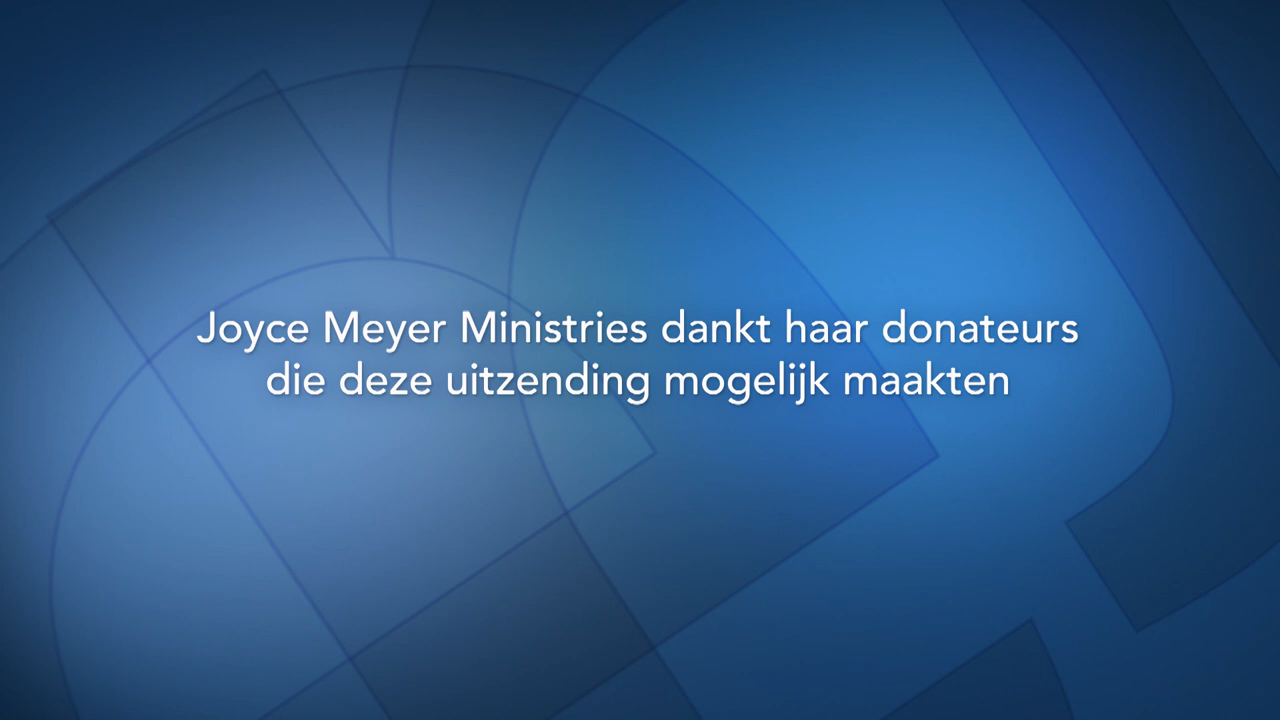 Joyce Meyer Ministries dankt haar donateurs
die deze uitzending mogelijk maakten